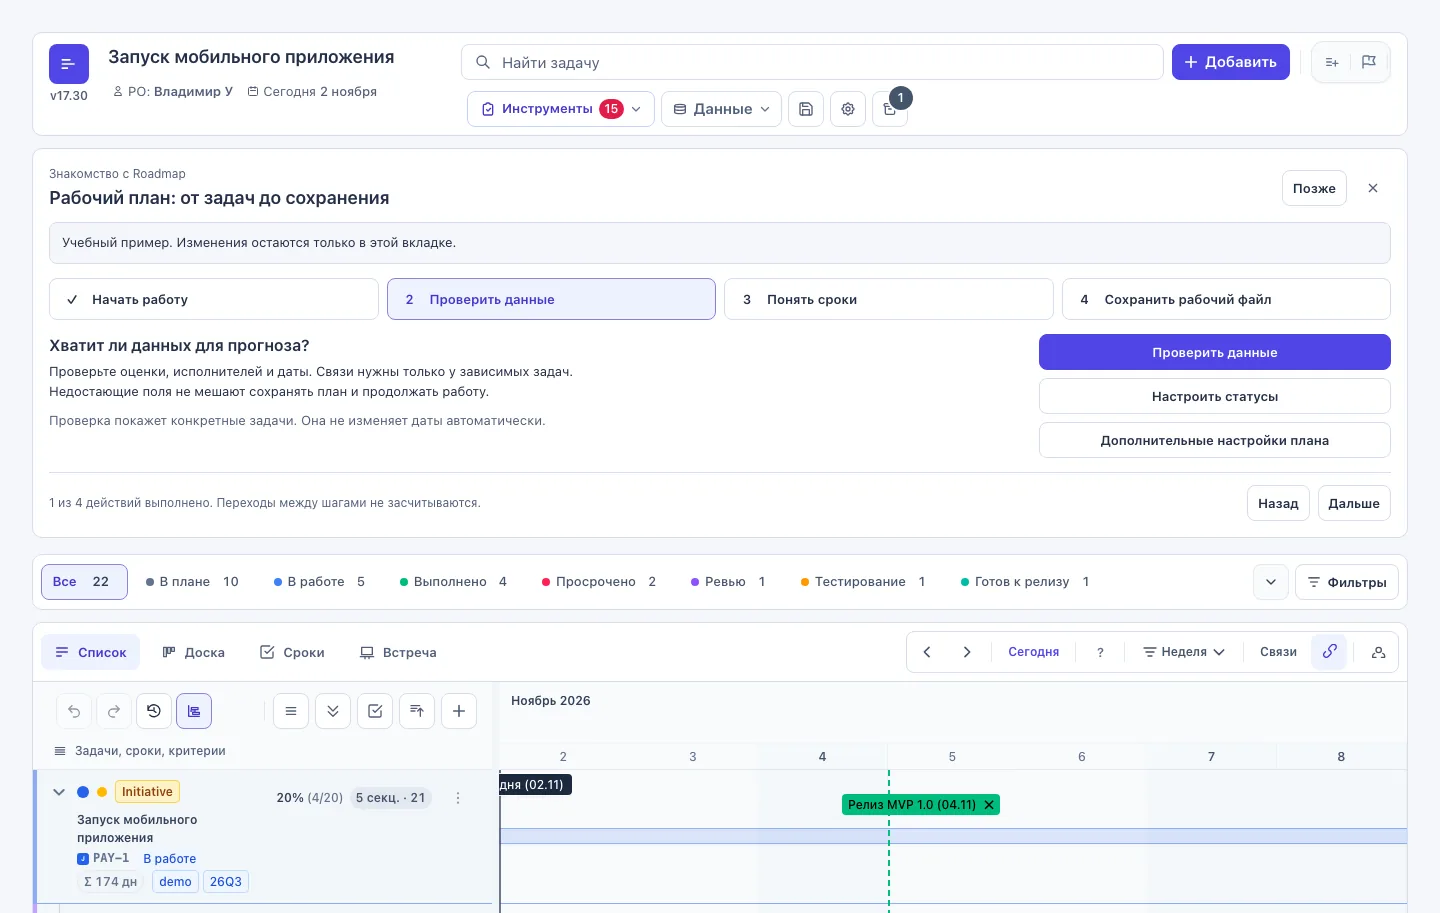 Запуск мобильного приложения
v17.30
PO: Владимир У
Сегодня 2 ноября
Найти задачу
Добавить
Инструменты 15
Данные
1
Знакомство с Roadmap
Рабочий план: от задач до сохранения
Позже
Учебный пример. Изменения остаются только в этой вкладке.
Начать работу
2 Проверить данные
3 Понять сроки
4 Сохранить рабочий файл
Хватит ли данных для прогноза?
Проверьте оценки, исполнителей и даты. Связи нужны только у зависимых задач.
Недостающие поля не мешают сохранять план и продолжать работу.
Проверка покажет конкретные задачи. Она не изменяет даты автоматически.
Проверить данные
Настроить статусы
Дополнительные настройки плана
1 из 4 действий выполнено. Переходы между шагами не засчитываются.
Назад
Дальше
Все 22
В плане 10
В работе 5
Выполнено 4
Просрочено 2
Ревью 1
Тестирование 1
Готов к релизу 1
Фильтры
Список
Доска
Сроки
Встреча
Сегодня
?
Неделя
Связи
Задачи, сроки, критерии
Ноябрь 2026
2 3 4 5 6 7 8
Initiative
20% (4/20)
5 секц. · 21
Запуск мобильного
приложения
PAY-1
В работе
Σ 174 дн
demo
26Q3
дня (02.11)
Релиз MVP 1.0 (04.11)